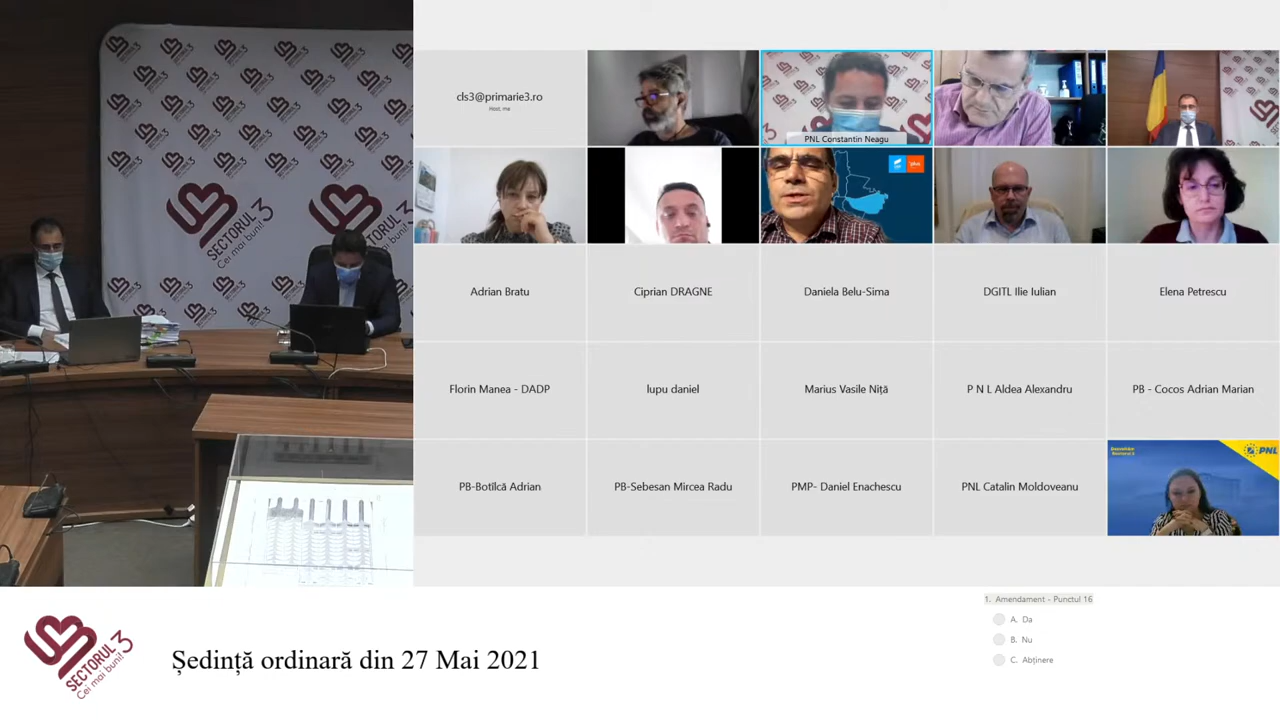 SECTORUL 3
Cei mai buni!
cls3@primarie3.ro
Host, me
PNL Constantin Neagu
plus
Adrian Bratu
Ciprian DRAGNE
Daniela Belu-Sima
DGITL Ilie Iulian
Elena Petrescu
Florin Manea - DADP
lupu daniel
Marius Vasile Niță
P N L Aldea Alexandru
PB - Cocos Adrian Marian
PB-Botîlcă Adrian
PB-Sebesan Mircea Radu
PMP- Daniel Enachescu
PNL Catalin Moldoveanu
PNL
1. Amendament - Punctul 16
A. Da
B. Nu
C. Abținere
SECTORUL 3
Cei mai buni!
Ședință ordinară din 27 Mai 2021